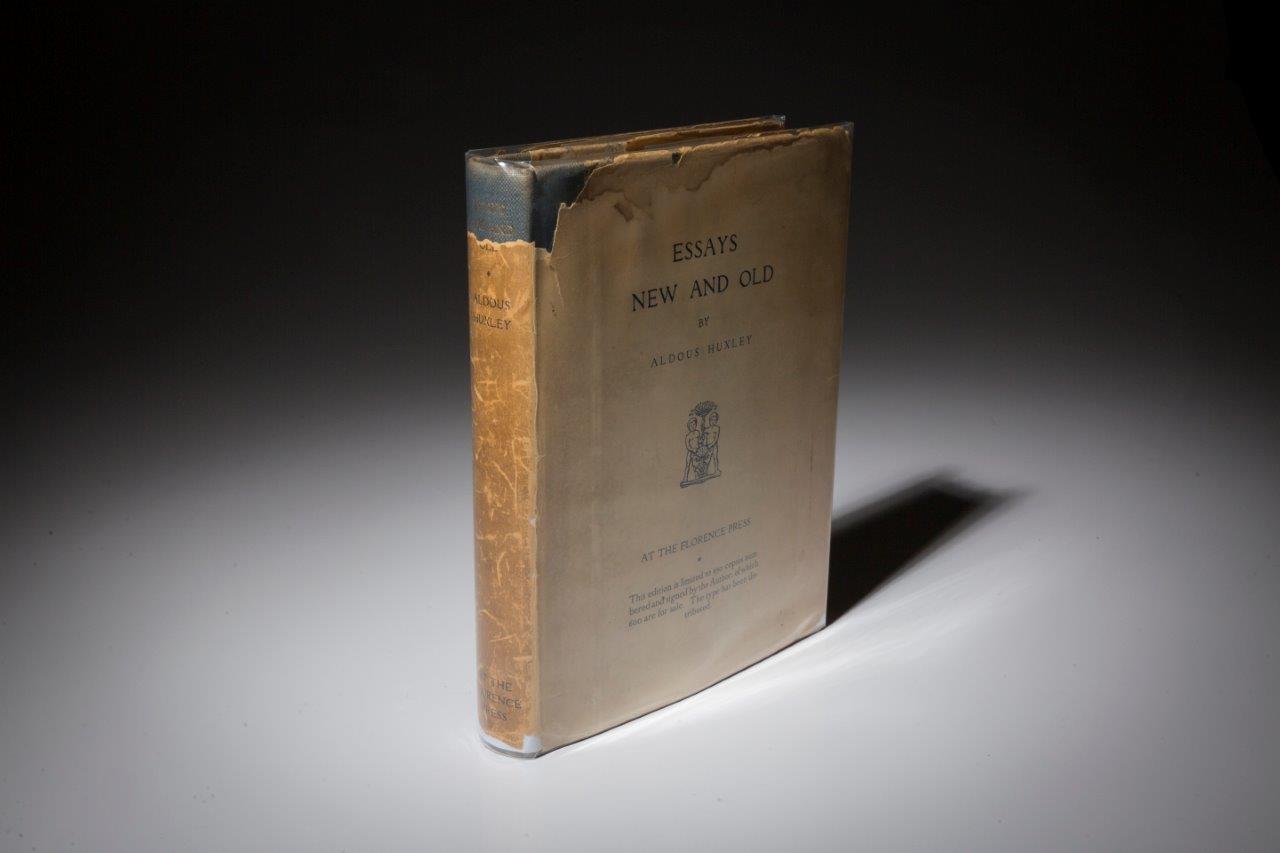 OLD
ALDOUS
HUXLEY
THE
PRESS
ESSAYS
NEW AND OLD
BY
ALDOUS HUXLEY
AT THE FLORENCE PRESS
This edition is limited to 650 copies num
bered and signed by the Author, of which
600 are for sale. The type has been dis-
tributed.